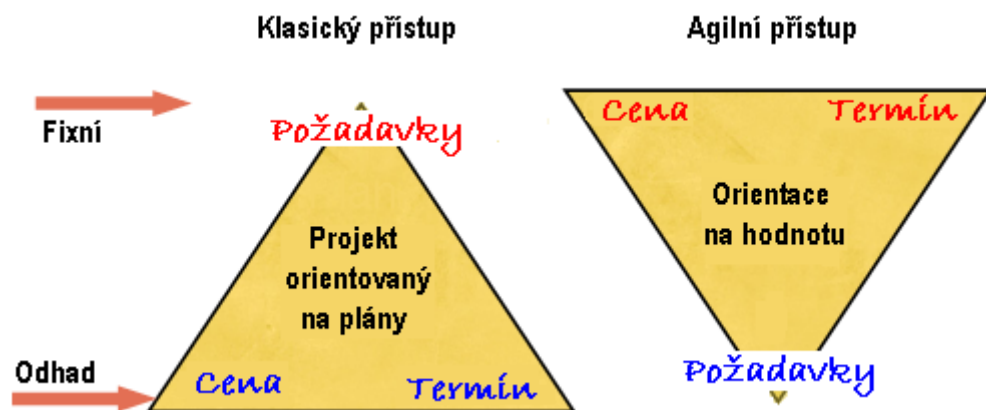 Klasický přístup
Agilní přístup
Fixní
Požadavky
Cena
Termín
Projekt
orientovaný
na plány
Orientace
na hodnotu
Odhad
Cena
Termín
Požadavky